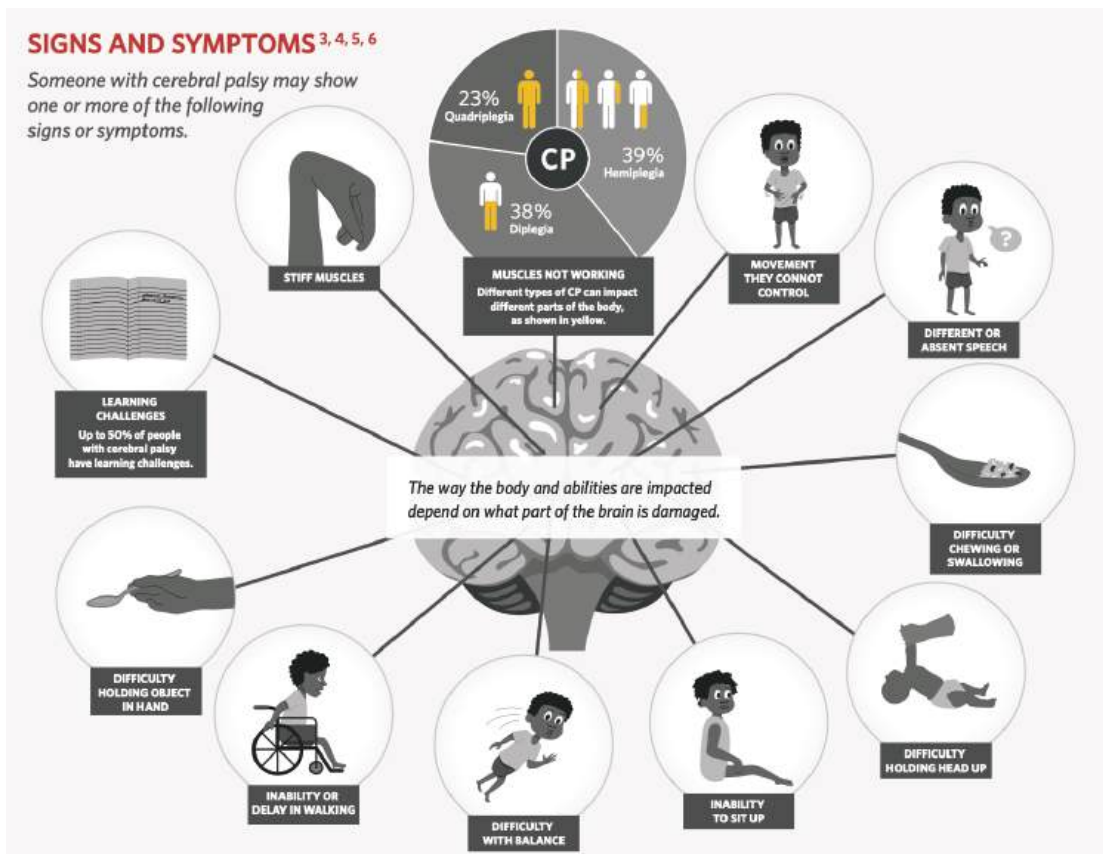 SIGNS AND SYMPTOMS 3, 4, 5, 6
Someone with cerebral palsy may show
one or more of the following
signs or symptoms.
23%
Quadriplegia
CP
39%
Hemiplegia
38%
Diplegia
MUSCLES NOT WORKING
Different types of CP can impact
different parts of the body,
as shown in yellow.
STIFF MUSCLES
MOVEMENT
THEY CONNOT
CONTROL
?
DIFFERENT OR
ABSENT SPEECH
LEARNING
CHALLENGES
Up to 50% of people
with cerebral palsy
have learning challenges.
The way the body and abilities are impacted
depend on what part of the brain is damaged.
DIFFICULTY
CHEWING OR
SWALLOWING
DIFFICULTY
HOLDING OBJECT
IN HAND
DIFFICULTY
HOLDING HEAD UP
INABILITY OR
DELAY IN WALKING
INABILITY
TO SIT UP
DIFFICULTY
WITH BALANCE